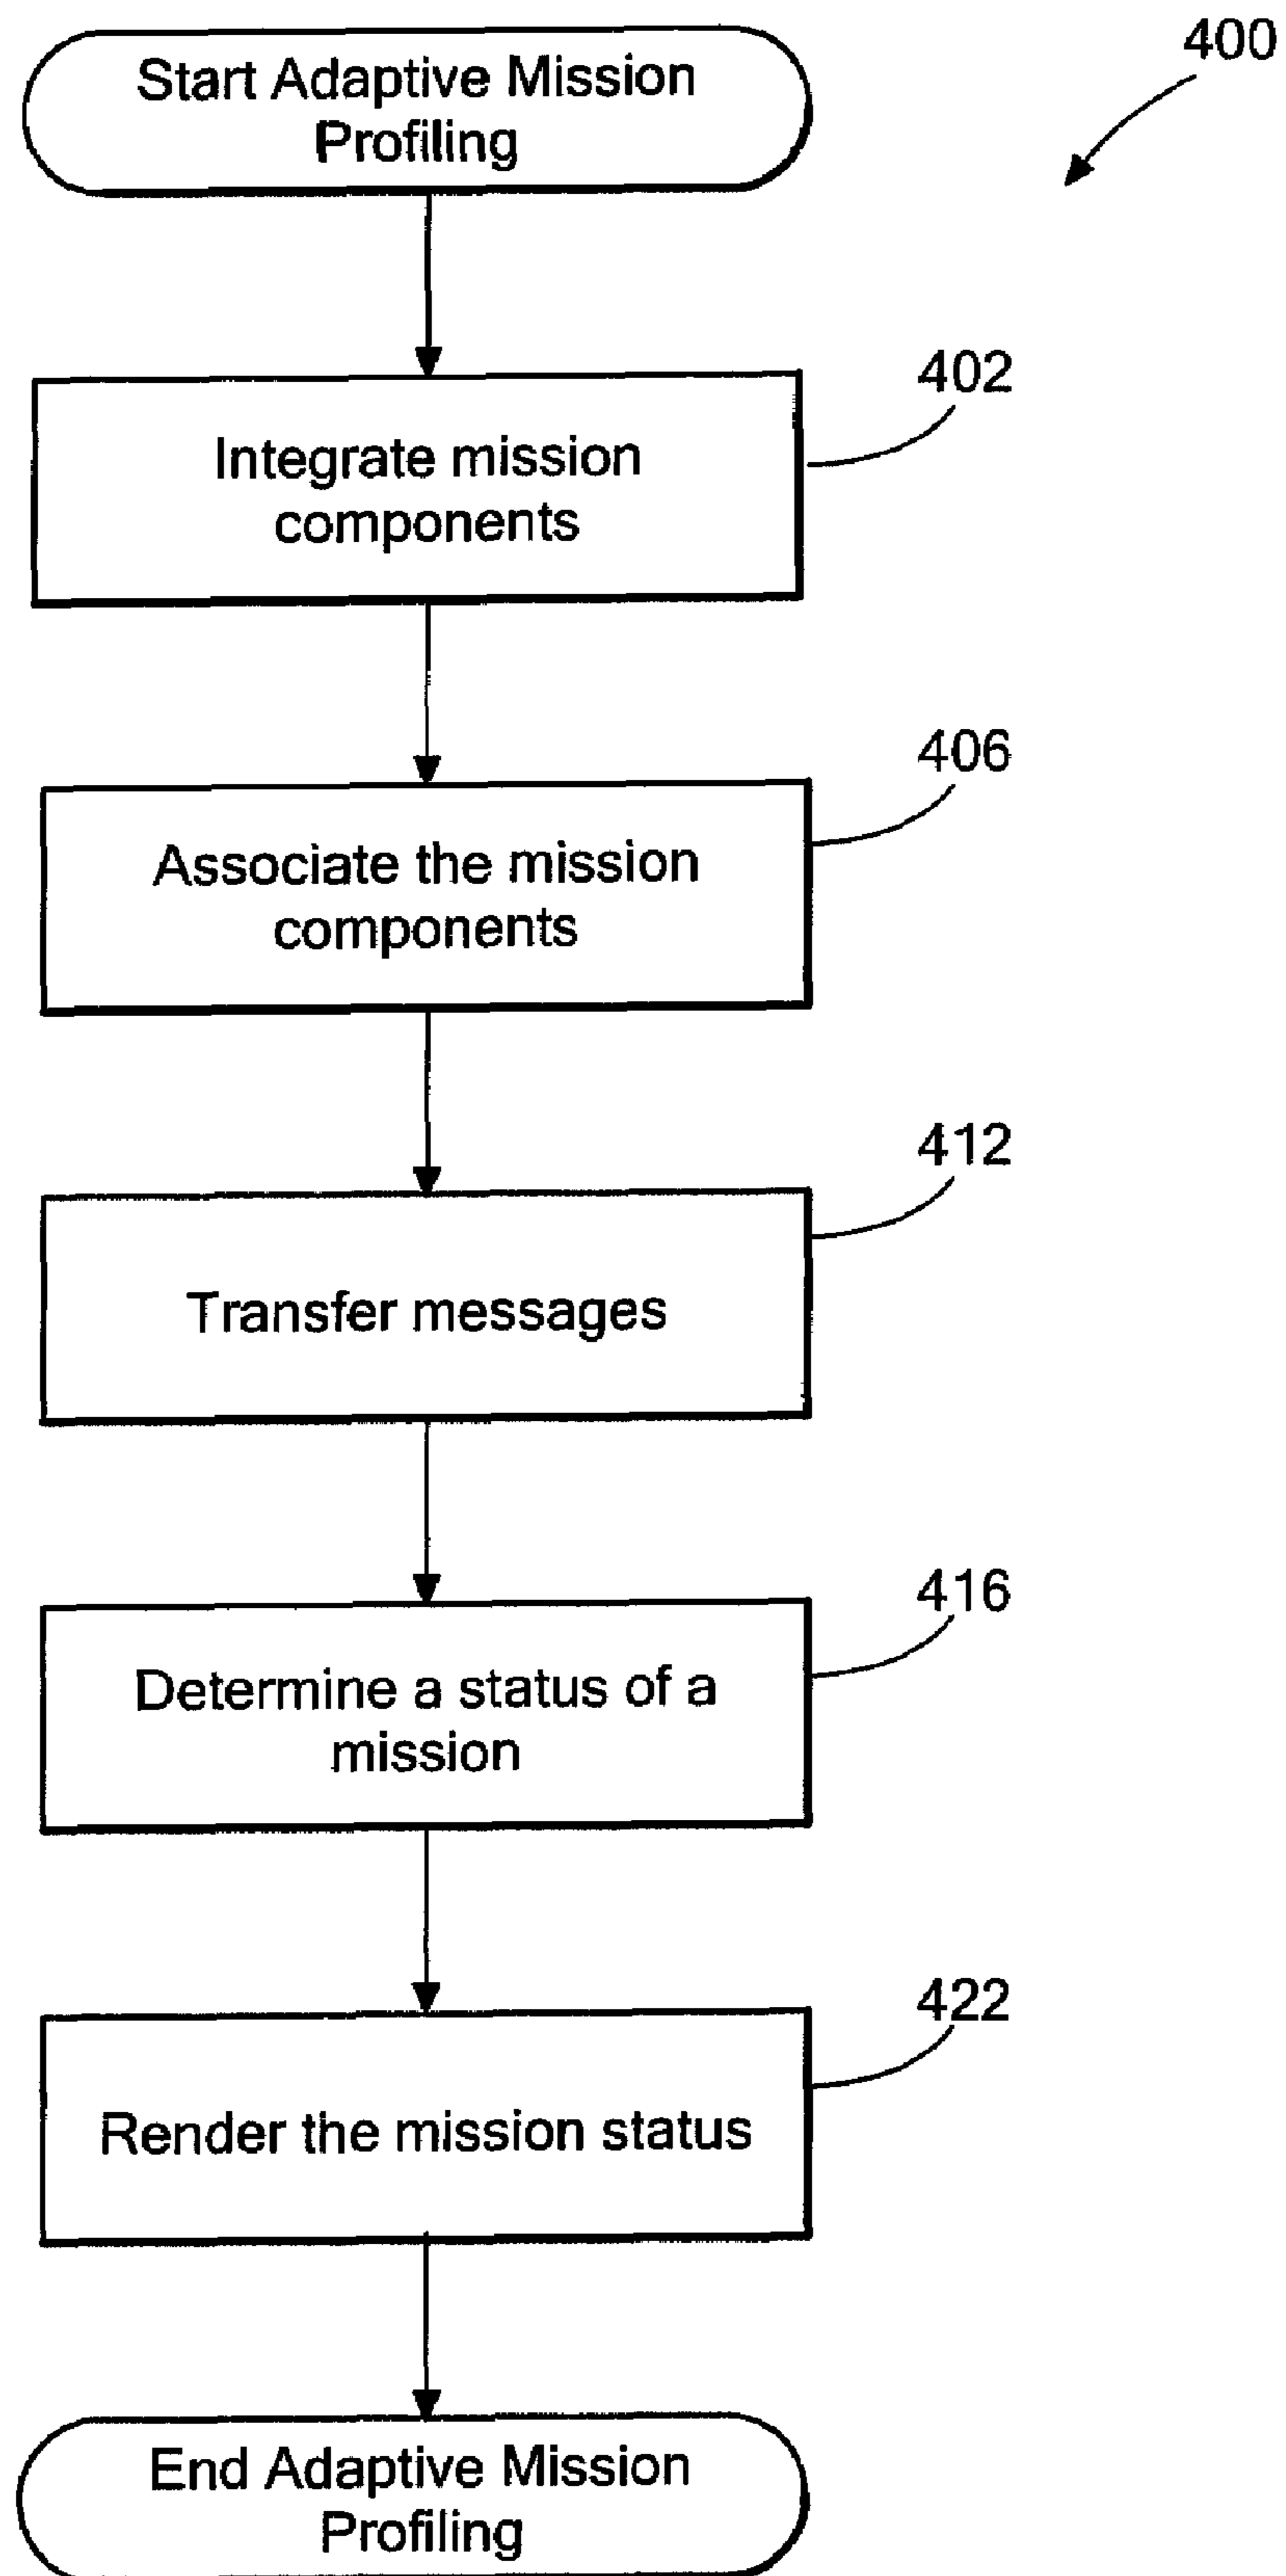 Start Adaptive Mission
Profiling
400
402
Integrate mission
components
406
Associate the mission
components
412
Transfer messages
416
Determine a status of a
mission
422
Render the mission status
End Adaptive Mission
Profiling